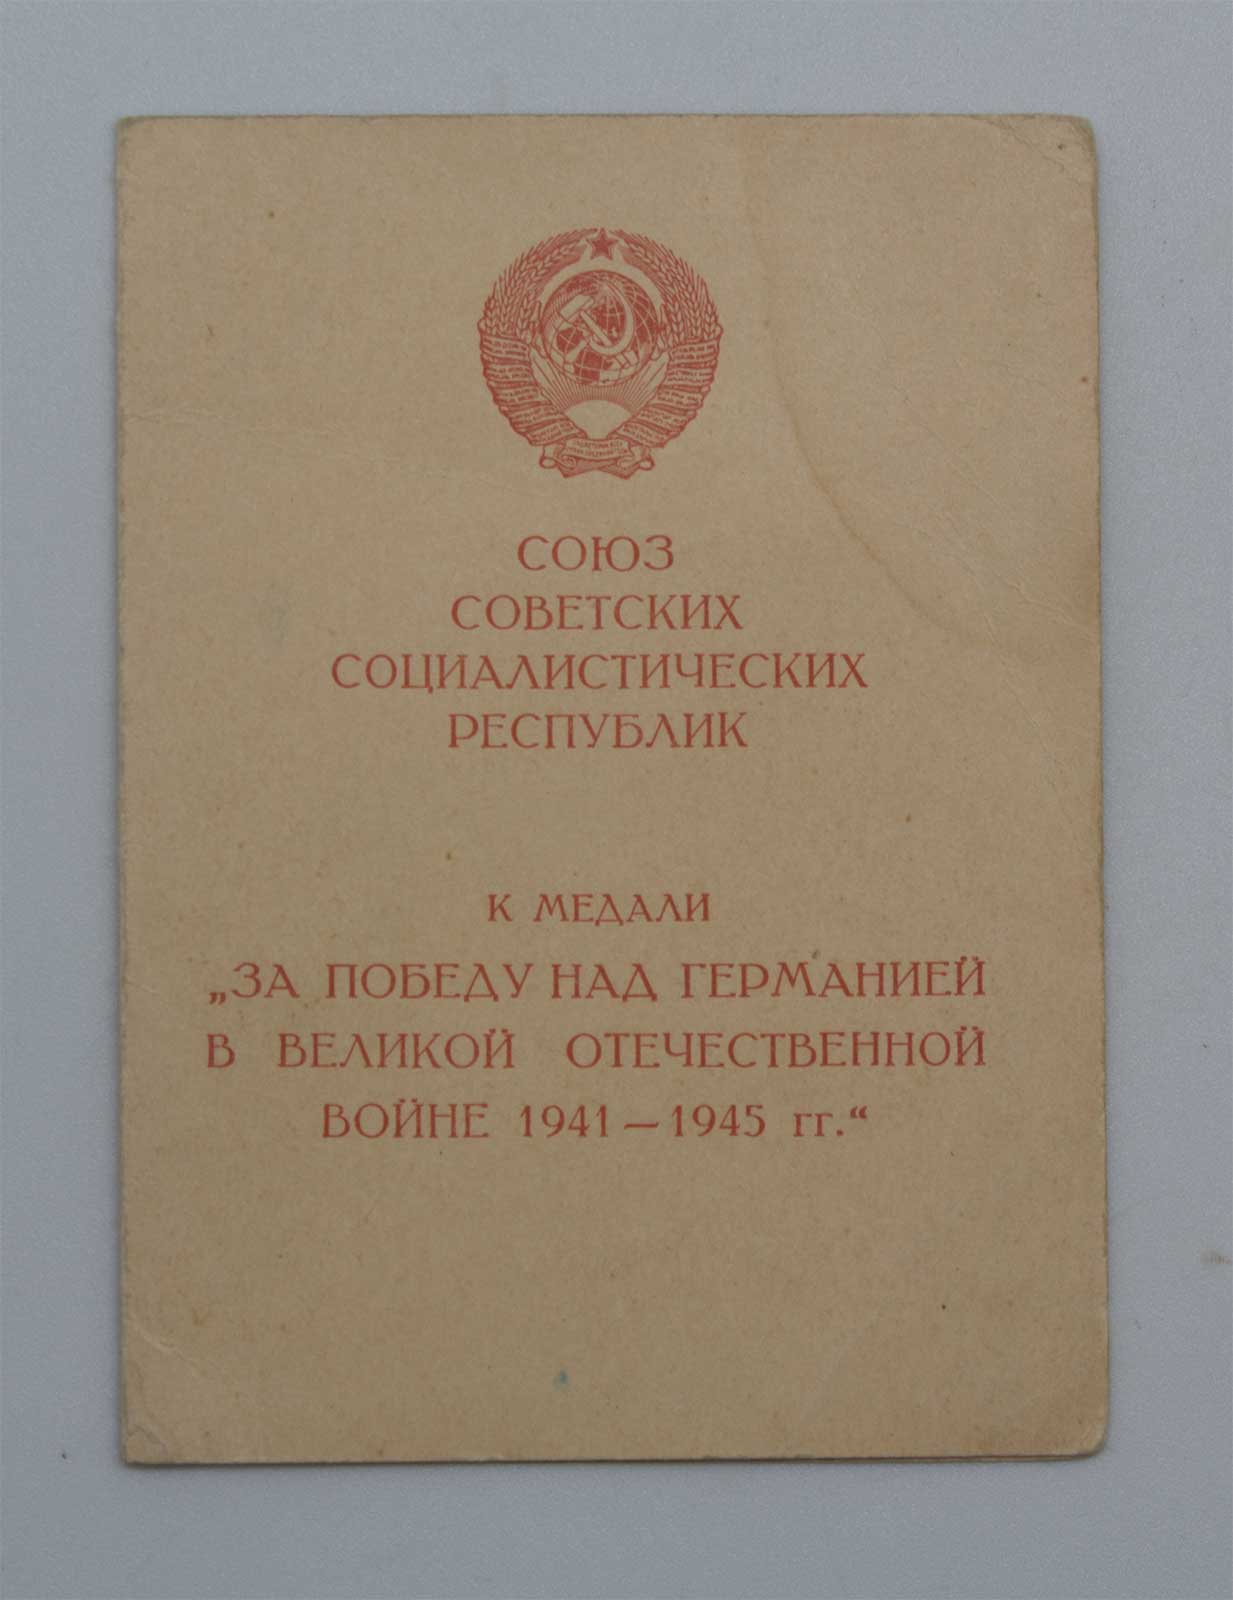 СОЮЗ
СОВЕТСКИХ
СОЦИАЛИСТИЧЕСКИХ
РЕСПУБЛИК
К МЕДАЛИ
„ЗА ПОБЕДУ НАД ГЕРМАНИЕЙ
В ВЕЛИКОЙ ОТЕЧЕСТВЕННОЙ
ВОЙНЕ 1941—1945 гг.“